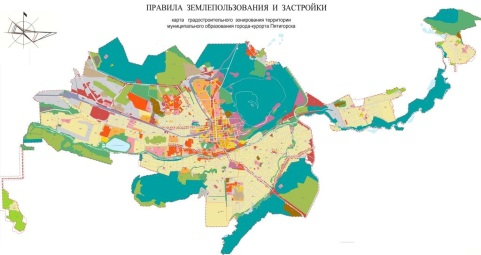 ПРАВИЛА ЗЕМЛЕПОЛЬЗОВАНИЯ И ЗАСТРОЙКИ
карта градостроительного зонирования территории
муниципального образования города-курорта Пятигорска